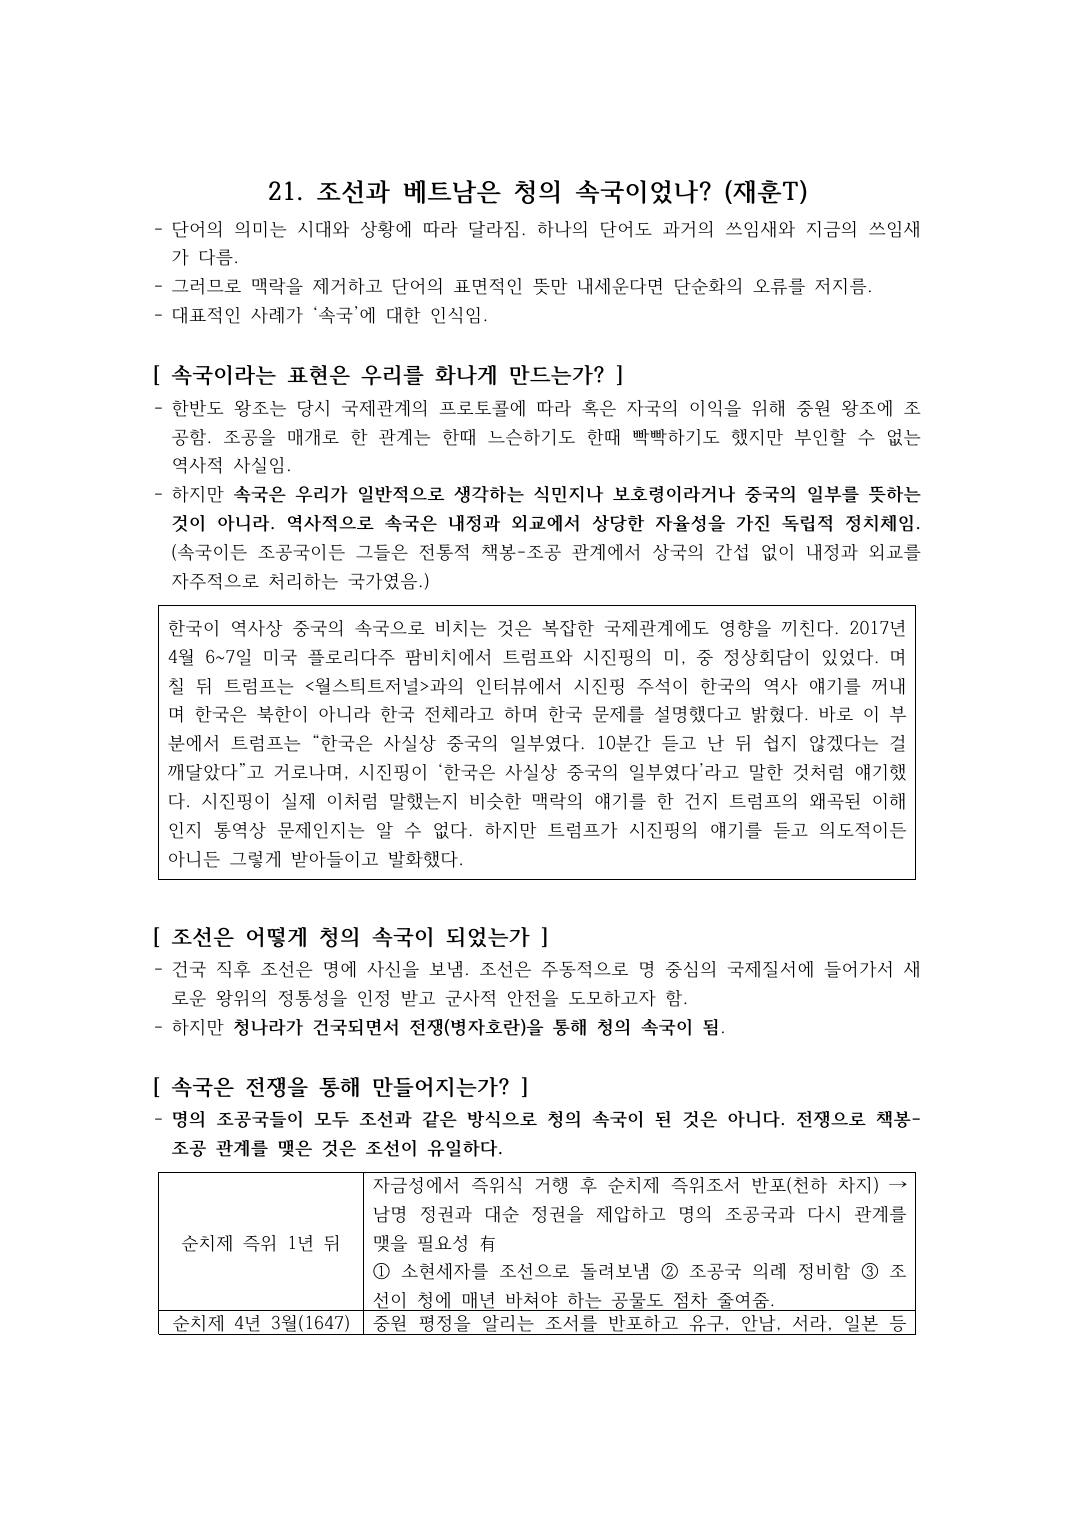 21. 조선과 베트남은 청의 속국이었나? (재훈T)
- 단어의 의미는 시대와 상황에 따라 달라짐. 하나의 단어도 과거의 쓰임새와 지금의 쓰임새
가 다름.
- 그러므로 맥락을 제거하고 단어의 표면적인 뜻만 내세운다면 단순화의 오류를 저지름.
- 대표적인 사례가 ‘속국’에 대한 인식임.
[ 속국이라는 표현은 우리를 화나게 만드는가? ]
- 한반도 왕조는 당시 국제관계의 프로토콜에 따라 혹은 자국의 이익을 위해 중원 왕조에 조
공함. 조공을 매개로 한 관계는 한때 느슨하기도 한때 빡빡하기도 했지만 부인할 수 없는
역사적 사실임.
- 하지만 속국은 우리가 일반적으로 생각하는 식민지나 보호령이라거나 중국의 일부를 뜻하는
것이 아니라. 역사적으로 속국은 내정과 외교에서 상당한 자율성을 가진 독립적 정치체임.
(속국이든 조공국이든 그들은 전통적 책봉-조공 관계에서 상국의 간섭 없이 내정과 외교를
자주적으로 처리하는 국가였음.)
한국이 역사상 중국의 속국으로 비치는 것은 복잡한 국제관계에도 영향을 끼친다. 2017년
4월 6~7일 미국 플로리다주 팜비치에서 트럼프와 시진핑의 미, 중 정상회담이 있었다. 며
칠 뒤 트럼프는 <월스틔트저널>과의 인터뷰에서 시진핑 주석이 한국의 역사 얘기를 꺼내
며 한국은 북한이 아니라 한국 전체라고 하며 한국 문제를 설명했다고 밝혔다. 바로 이 부
분에서 트럼프는 “한국은 사실상 중국의 일부였다. 10분간 듣고 난 뒤 쉽지 않겠다는 걸
깨달았다”고 거로나며, 시진핑이 ‘한국은 사실상 중국의 일부였다’라고 말한 것처럼 얘기했
다. 시진핑이 실제 이처럼 말했는지 비슷한 맥락의 얘기를 한 건지 트럼프의 왜곡된 이해
인지 통역상 문제인지는 알 수 없다. 하지만 트럼프가 시진핑의 얘기를 듣고 의도적이든
아니든 그렇게 받아들이고 발화했다.
[ 조선은 어떻게 청의 속국이 되었는가 ]
- 건국 직후 조선은 명에 사신을 보냄. 조선은 주동적으로 명 중심의 국제질서에 들어가서 새
로운 왕위의 정통성을 인정 받고 군사적 안전을 도모하고자 함.
- 하지만 청나라가 건국되면서 전쟁(병자호란)을 통해 청의 속국이 됨.
[ 속국은 전쟁을 통해 만들어지는가? ]
- 명의 조공국들이 모두 조선과 같은 방식으로 청의 속국이 된 것은 아니다. 전쟁으로 책봉-
조공 관계를 맺은 것은 조선이 유일하다.
순치제 즉위 1년 뒤
자금성에서 즉위식 거행 후 순치제 즉위조서 반포(천하 차지) →
남명 정권과 대순 정권을 제압하고 명의 조공국과 다시 관계를
맺을 필요성 有
① 소현세자를 조선으로 돌려보냄 ② 조공국 의례 정비함 ③ 조
선이 청에 매년 바쳐야 하는 공물도 점차 줄여줌.
순치제 4년 3월(1647)
중원 평정을 알리는 조서를 반포하고 유구, 안남, 서라, 일본 등